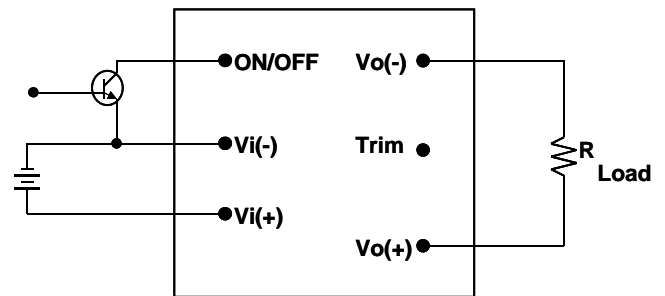 ON/OFF
Vo(-)
Vi(-)
Trim
R
Load
Vi(+)
Vo(+)